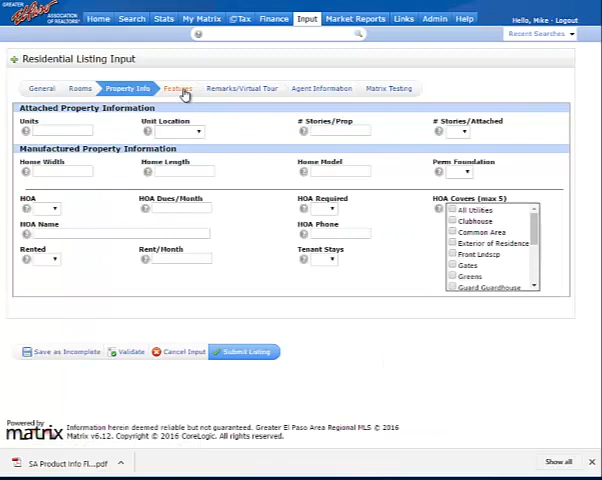 GREATER
El Paso
ASSOCIATION
OF REALTORS®
Home Search Stats My Matrix Tax Finance Input Market Reports Links Admin Help
Hello, Mike - Logout
Recent Searches
Residential Listing Input
General Rooms Property Info Features Remarks/Virtual Tour Agent Information Matrix Testing
Attached Property Information
Units Unit Location # Stories/Prop # Stories/Attached
Manufactured Property Information
Home Width Home Length Home Model Perm Foundation
HOA HOA Dues/Month HOA Required HOA Covers (max 5)
All Utilities
Clubhouse
Common Area
Exterior of Residence
Front Lndscp
Gates
Greens
Guard Guardhouse
HOA Name HOA Phone
Rented Rent/Month Tenant Stays
Save as Incomplete Validate Cancel Input Submit Listing
Powered by
matrix
Information herein deemed reliable but not guaranteed. Greater El Paso Area Regional MLS © 2016
Matrix v6.12. Copyright © 2016 CoreLogic. All rights reserved.
SA Product Info Fl....pdf Show all